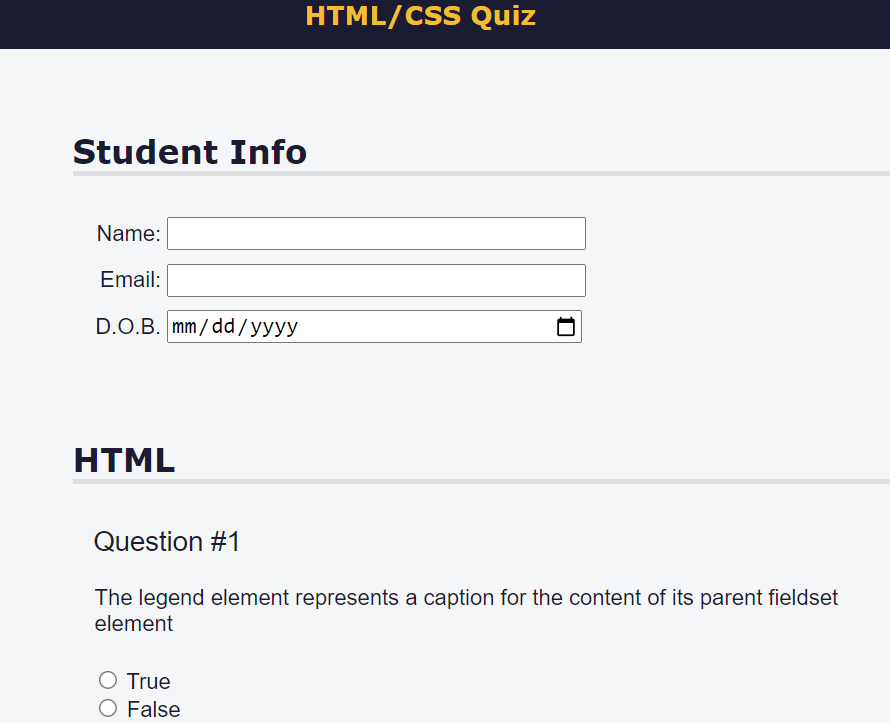 HTML/CSS Quiz
Student Info
Name:
Email:
D.O.B. mm/dd/yyyy
HTML
Question #1
The legend element represents a caption for the content of its parent fieldset
element
True
False